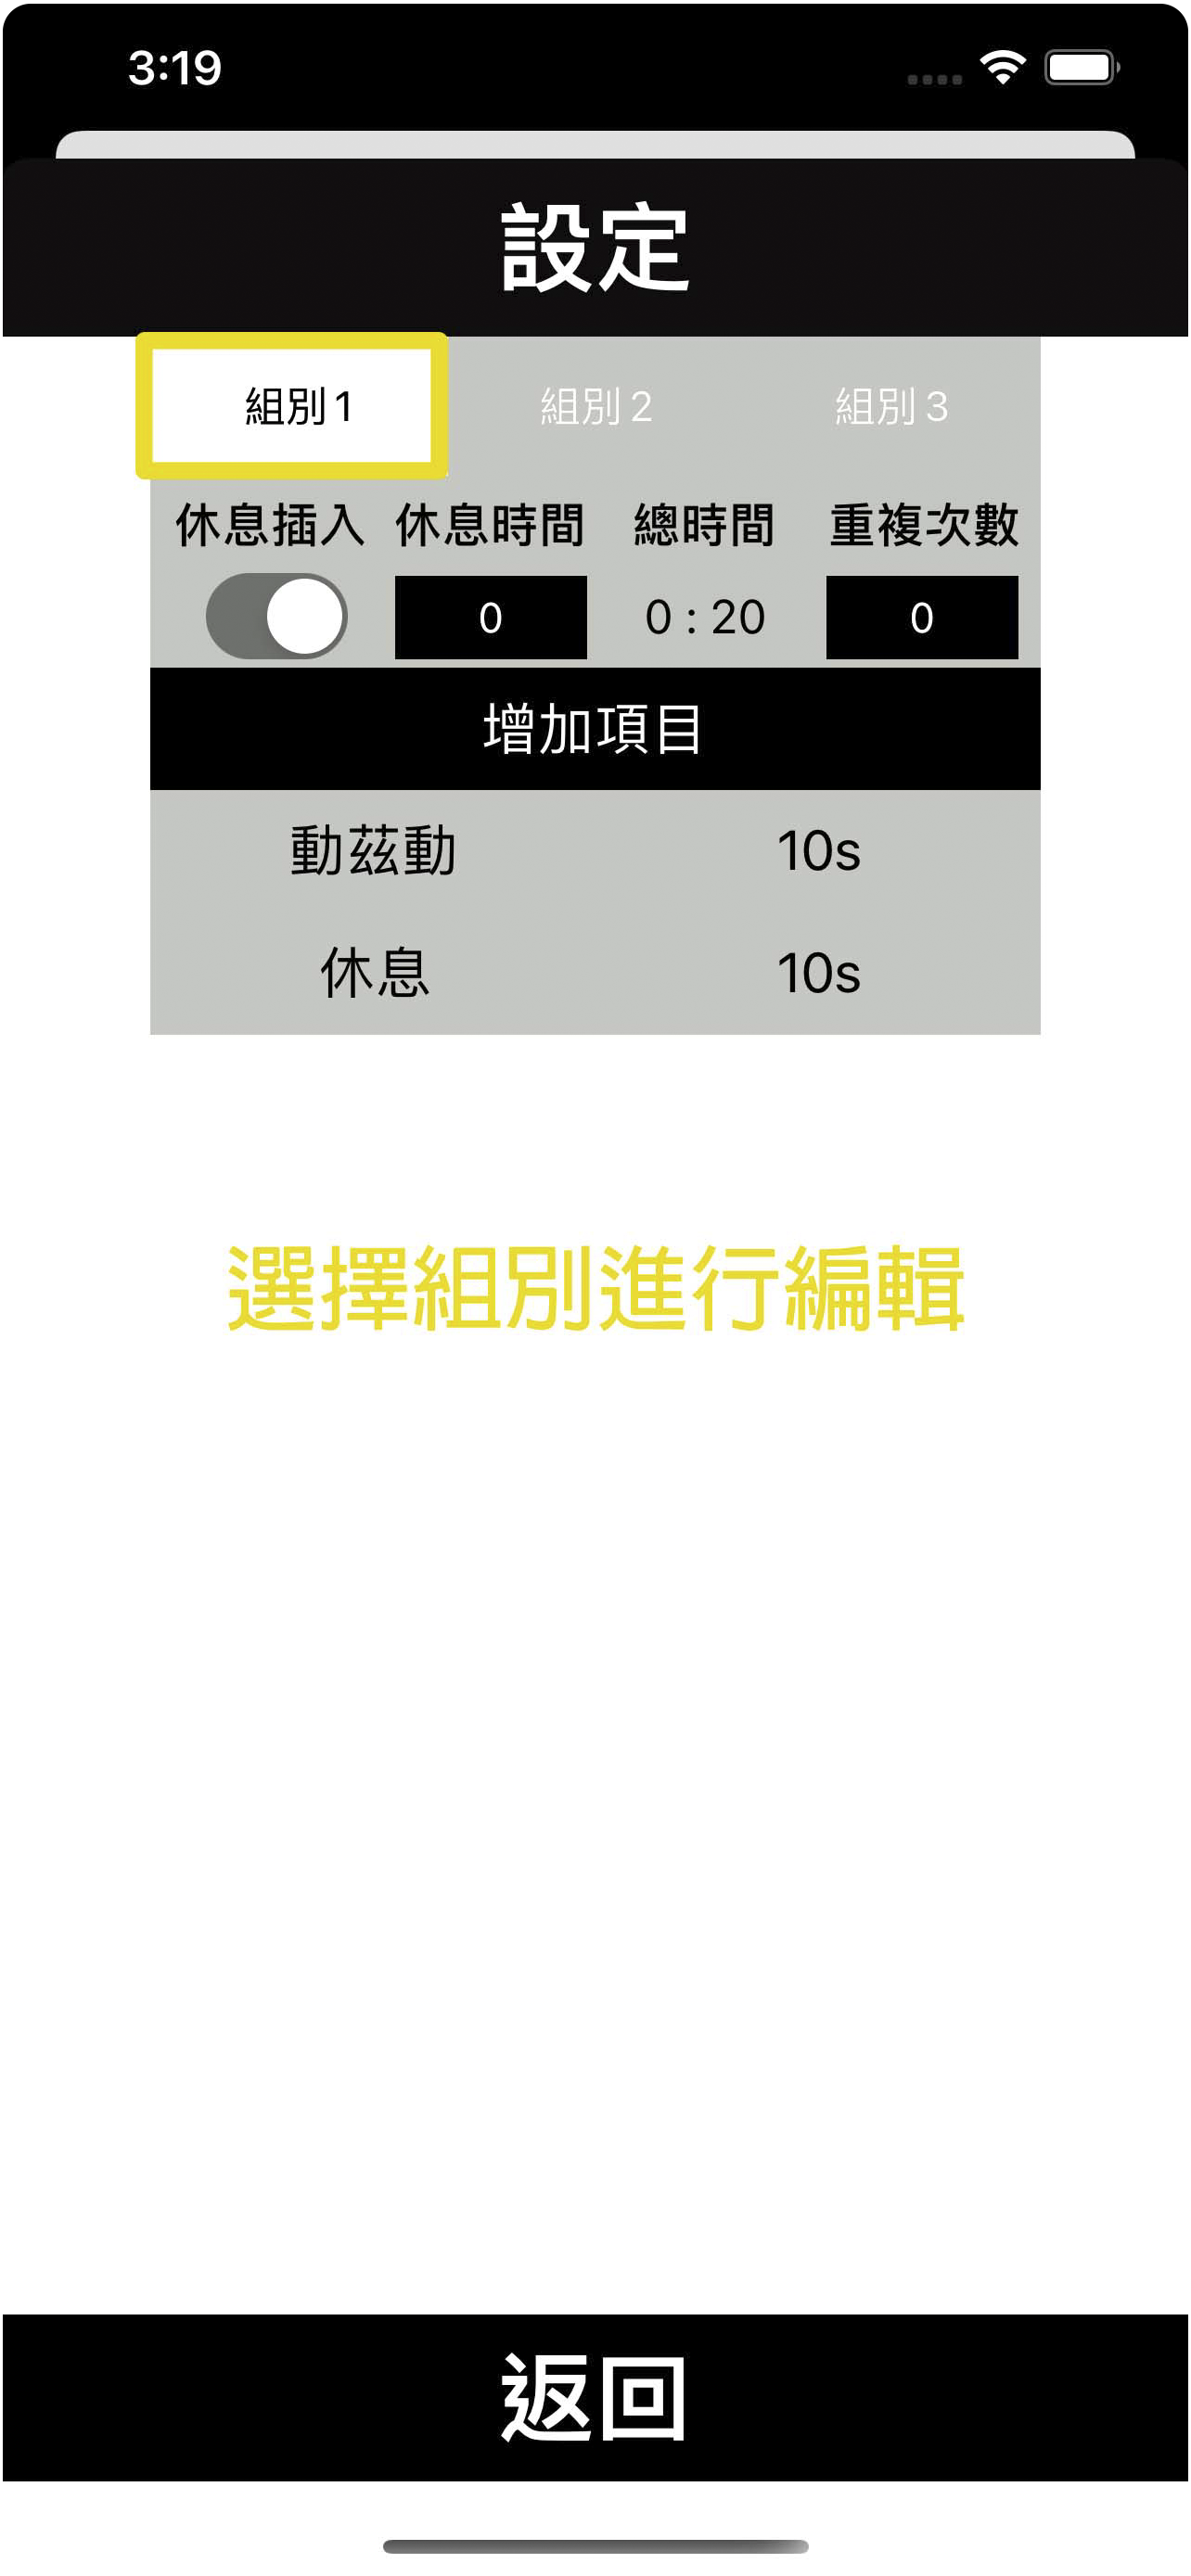 3:19
設定
組別 1 組別 2 組別 3
休息插入 休息時間 總時間 重複次數
0 0 : 20 0
增加項目
動茲動 10s
休息 10s
選擇組別進行編輯
返回